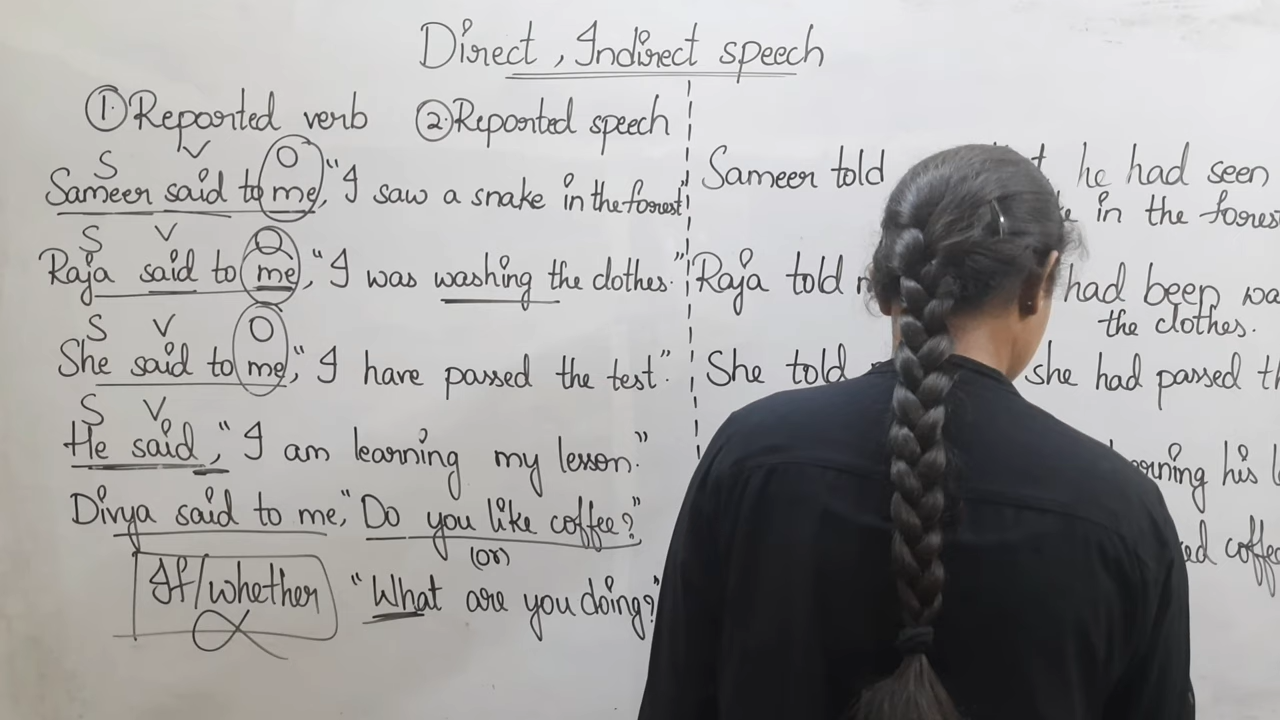 Direct, Indirect speech
① Reported verb ② Reported speech
S V O
Sameer said to me, "I saw a snake in the forest"
S V O
Raja said to me, "I was washing the clothes."
S V O
She said to me, "I have passed the test".
S V
He said, "I am learning my lesson."
Divya said to me, "Do you like coffee?"
(or)
If/whether "What are you doing?"
Sameer told he had seen
in the forest
Raja told had been
the clothes.
She told she had passed
his